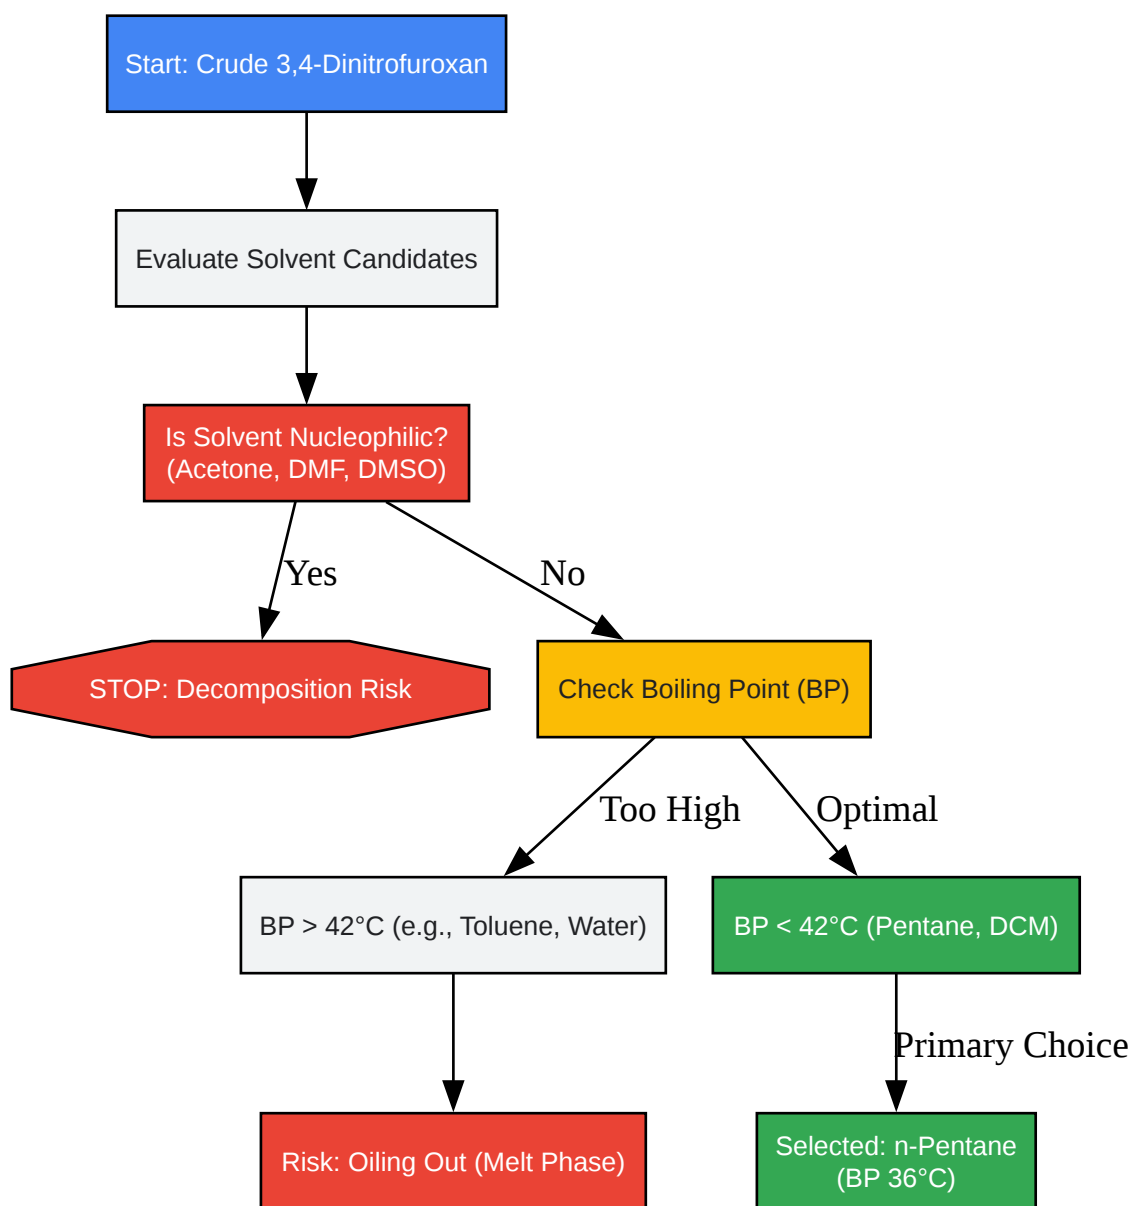 Start: Crude 3,4-Dinitrofuroxan
Evaluate Solvent Candidates
Is Solvent Nucleophilic?
(Acetone, DMF, DMSO)
Yes
No
STOP: Decomposition Risk
Check Boiling Point (BP)
Too High
Optimal
BP > 42°C (e.g., Toluene, Water)
BP < 42°C (Pentane, DCM)
Primary Choice
Risk: Oiling Out (Melt Phase)
Selected: n-Pentane
(BP 36°C)